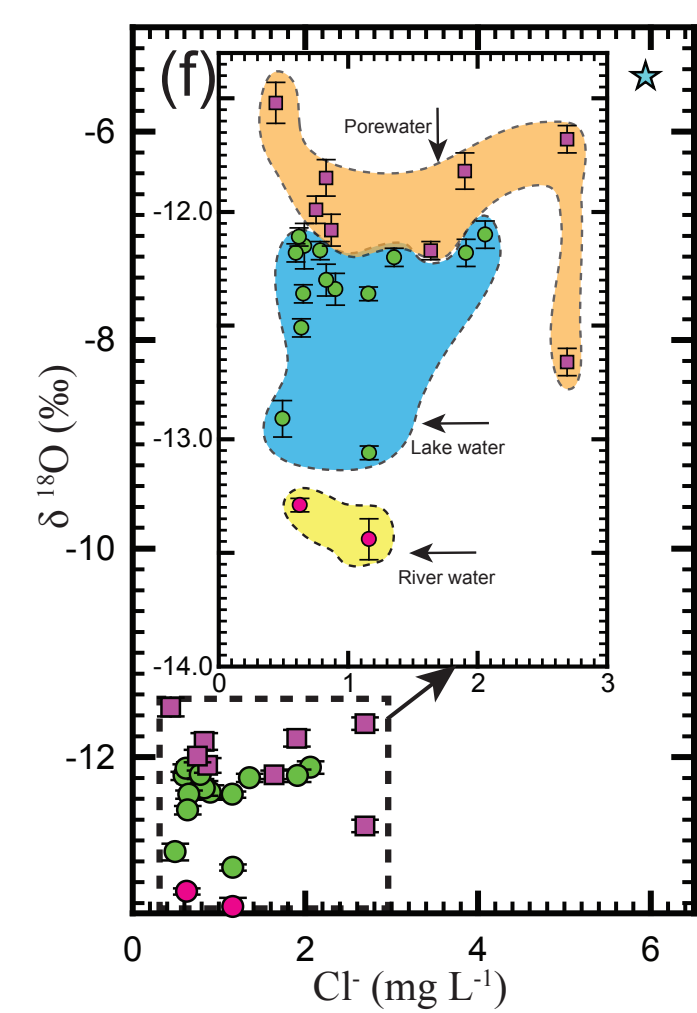 (f)
-6
-8
-10
-12
δ ¹⁸O (‰)
-12.0
-13.0
-14.0
Porewater
Lake water
River water
0 1 2 3
0 2 4 6
Cl⁻ (mg L⁻¹)